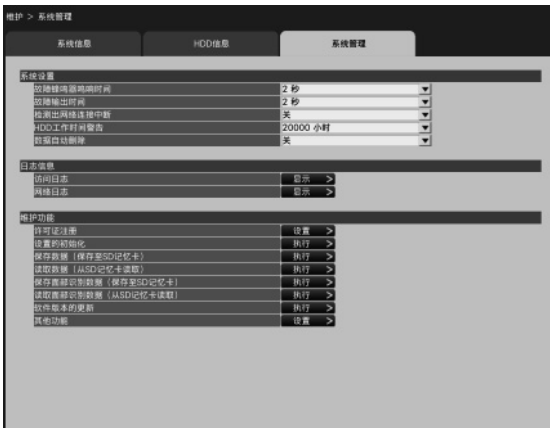 维护 > 系统管理
系统信息 HDD信息 系统管理
系统设置
故障蜂鸣器鸣响时间 2 秒
故障输出时间 2 秒
检测出网络连接中断 关
HDD工作时间警告 20000 小时
数据自动删除 关
日志信息
访问日志 显示 >
网络日志 显示 >
维护功能
许可证注册 设置 >
设置的初始化 执行 >
保存数据（保存至SD记忆卡） 执行 >
读取数据（从SD记忆卡读取） 执行 >
保存面部识别数据（保存至SD记忆卡） 执行 >
读取面部识别数据（从SD记忆卡读取） 执行 >
软件版本的更新 执行 >
其他功能 设置 >